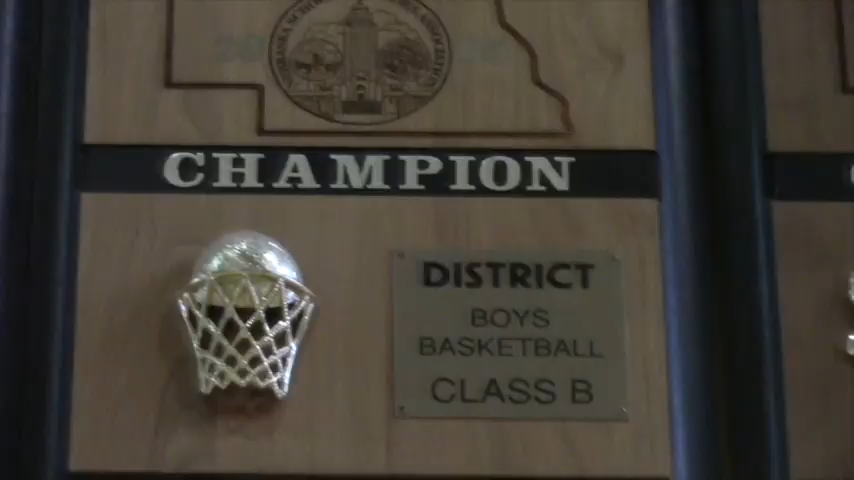 CHAMPION
DISTRICT
BOYS
BASKETBALL
CLASS B